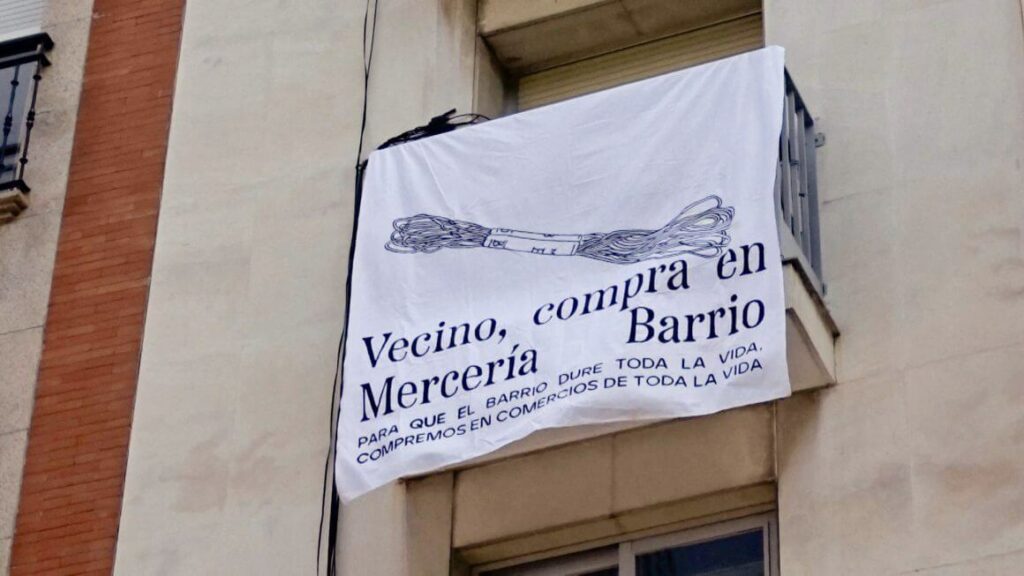 Vecino, compra en
Mercería Barrio
PARA QUE EL BARRIO DURE TODA LA VIDA,
COMPREMOS EN COMERCIOS DE TODA LA VIDA